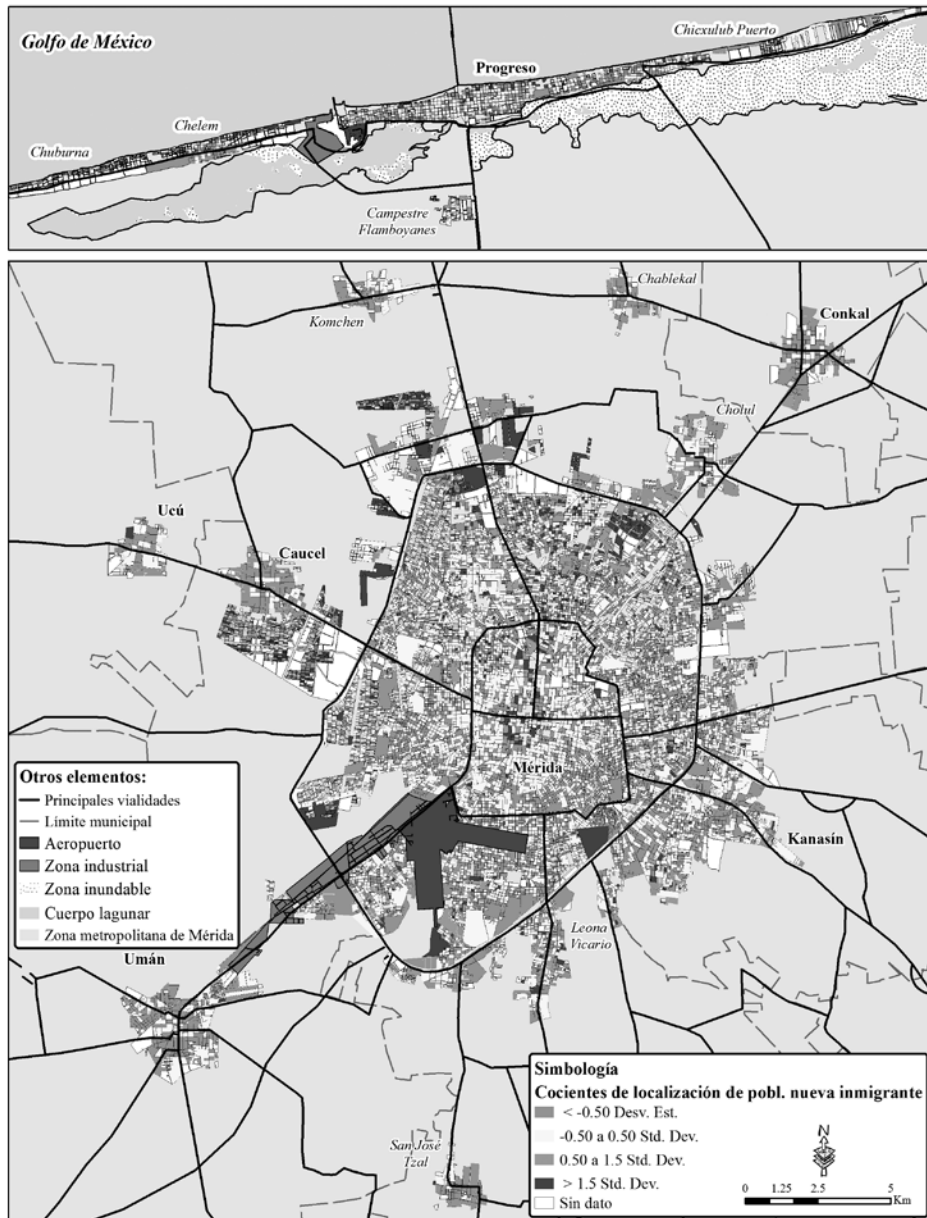 Golfo de México
Chicxulub Puerto
Progreso
Chelem
Chuburna
Campestre
Flamboyanes
Chablekal
Komchen
Conkal
Cholul
Ucú
Caucel
Mérida
Otros elementos:
Principales vialidades
Límite municipal
Aeropuerto
Zona industrial
Zona inundable
Cuerpo lagunar
Zona metropolitana de Mérida
Kanasín
Leona
Vicario
Umán
Simbología
Cocientes de localización de pobl. nueva inmigrante
< -0.50 Desv. Est.
-0.50 a 0.50 Std. Dev.
0.50 a 1.5 Std. Dev.
> 1.5 Std. Dev.
Sin dato
N
0 1.25 2.5 5
Km
San José
Tzal